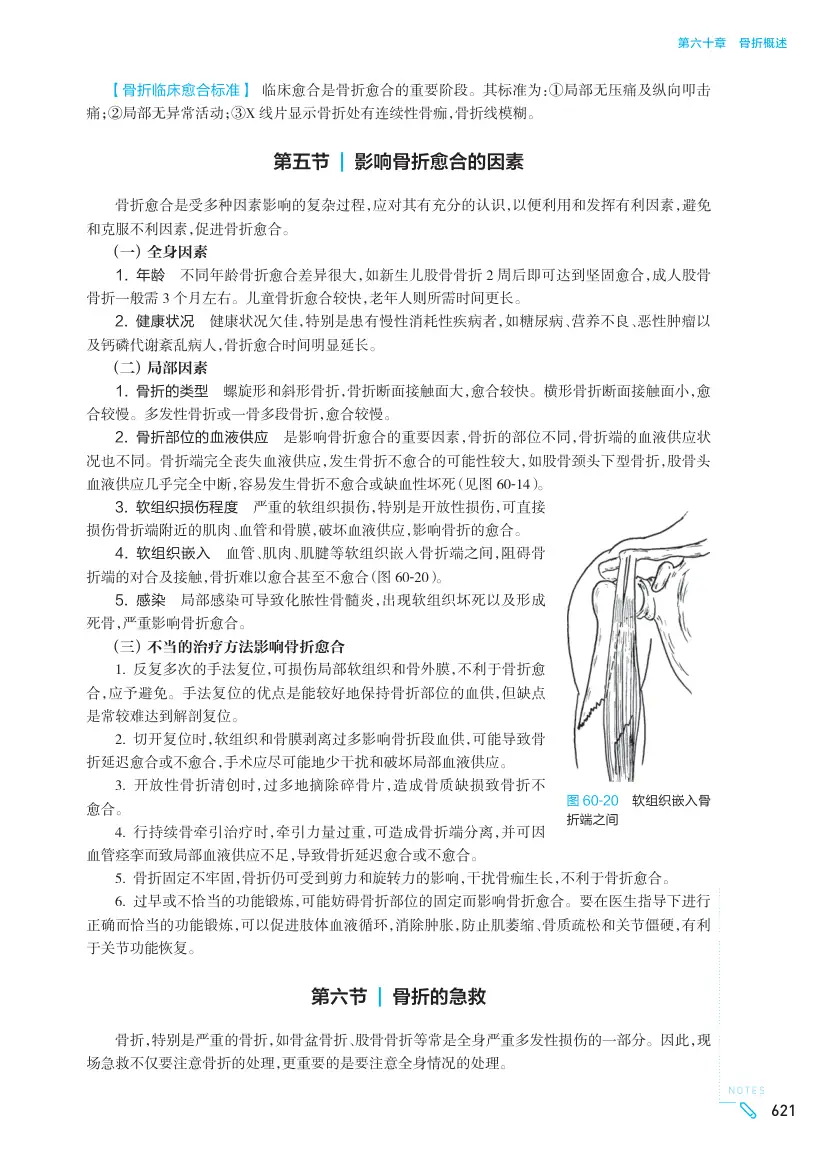 第六十章　骨折概述
【骨折临床愈合标准】 临床愈合是骨折愈合的重要阶段。其标准为:①局部无压痛及纵向叩击
痛;②局部无异常活动;③X 线片显示骨折处有连续性骨痂,骨折线模糊。
第五节 | 影响骨折愈合的因素
骨折愈合是受多种因素影响的复杂过程,应对其有充分的认识,以便利用和发挥有利因素,避免
和克服不利因素,促进骨折愈合。
(一) 全身因素
1. 年龄　不同年龄骨折愈合差异很大,如新生儿股骨骨折 2 周后即可达到坚固愈合,成人股骨
骨折一般需 3 个月左右。儿童骨折愈合较快,老年人则所需时间更长。
2. 健康状况　健康状况欠佳,特别是患有慢性消耗性疾病者,如糖尿病、营养不良、恶性肿瘤以
及钙磷代谢紊乱病人,骨折愈合时间明显延长。
(二) 局部因素
1. 骨折的类型　螺旋形和斜形骨折,骨折断面接触面大,愈合较快。横形骨折断面接触面小,愈
合较慢。多发性骨折或一骨多段骨折,愈合较慢。
2. 骨折部位的血液供应　是影响骨折愈合的重要因素,骨折的部位不同,骨折端的血液供应状
况也不同。骨折端完全丧失血液供应,发生骨折不愈合的可能性较大,如股骨颈头下型骨折,股骨头
血液供应几乎完全中断,容易发生骨折不愈合或缺血性坏死(见图 60-14)。
3. 软组织损伤程度　严重的软组织损伤,特别是开放性损伤,可直接
损伤骨折端附近的肌肉、血管和骨膜,破坏血液供应,影响骨折的愈合。
4. 软组织嵌入　血管、肌肉、肌腱等软组织嵌入骨折端之间,阻碍骨
折端的对合及接触,骨折难以愈合甚至不愈合(图 60-20)。
5. 感染　局部感染可导致化脓性骨髓炎,出现软组织坏死以及形成
死骨,严重影响骨折愈合。
(三) 不当的治疗方法影响骨折愈合
1. 反复多次的手法复位,可损伤局部软组织和骨外膜,不利于骨折愈
合,应予避免。手法复位的优点是能较好地保持骨折部位的血供,但缺点
是常较难达到解剖复位。
2. 切开复位时,软组织和骨膜剥离过多影响骨折段血供,可能导致骨
折延迟愈合或不愈合,手术应尽可能地少干扰和破坏局部血液供应。
3. 开放性骨折清创时,过多地摘除碎骨片,造成骨质缺损致骨折不
愈合。
4. 行持续骨牵引治疗时,牵引力量过重,可造成骨折端分离,并可因
血管痉挛而致局部血液供应不足,导致骨折延迟愈合或不愈合。
图 60-20　软组织嵌入骨
折端之间
5. 骨折固定不牢固,骨折仍可受到剪力和旋转力的影响,干扰骨痂生长,不利于骨折愈合。
6. 过早或不恰当的功能锻炼,可能妨碍骨折部位的固定而影响骨折愈合。要在医生指导下进行
正确而恰当的功能锻炼,可以促进肢体血液循环,消除肿胀,防止肌萎缩、骨质疏松和关节僵硬,有利
于关节功能恢复。
第六节 | 骨折的急救
骨折,特别是严重的骨折,如骨盆骨折、股骨骨折等常是全身严重多发性损伤的一部分。因此,现
场急救不仅要注意骨折的处理,更重要的是要注意全身情况的处理。
NOTES
621